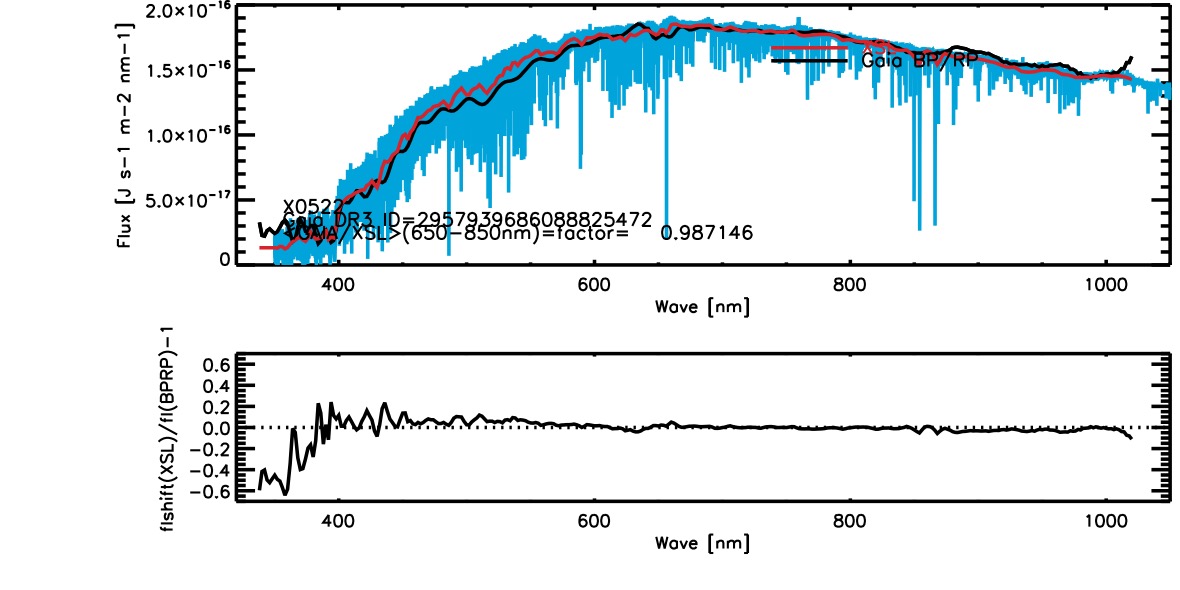 2.0×10−16
1.5×10−16
1.0×10−16
5.0×10−17
0
Flux [J s−1 m−2 nm−1]
XSL
Gaia BP/RP
X0522
Gaia DR3 ID=2957939686088825472
<GAIA/XSL>(650−850nm)=factor= 0.987146
400 600 800 1000
Wave [nm]
flshift(XSL)/fl(BPRP)−1
0.6
0.4
0.2
0.0
−0.2
−0.4
−0.6
400 600 800 1000
Wave [nm]